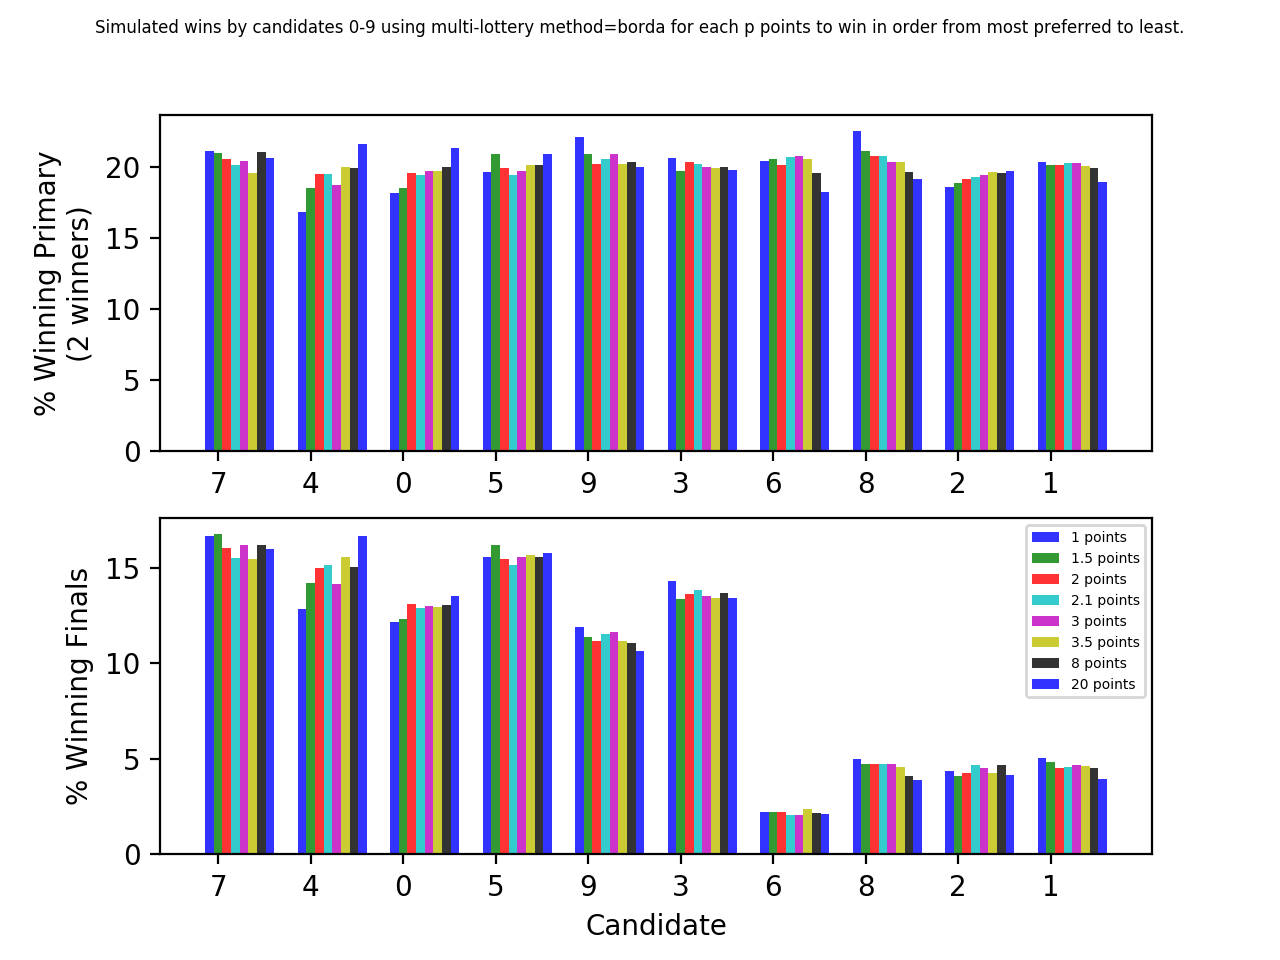 Simulated wins by candidates 0-9 using multi-lottery method=borda for each p points to win in order from most preferred to least.
% Winning Primary
(2 winners)
20
15
10
5
0
7 4 0 5 9 3 6 8 2 1
% Winning Finals
15
10
5
0
1 points
1.5 points
2 points
2.1 points
3 points
3.5 points
8 points
20 points
7 4 0 5 9 3 6 8 2 1
Candidate